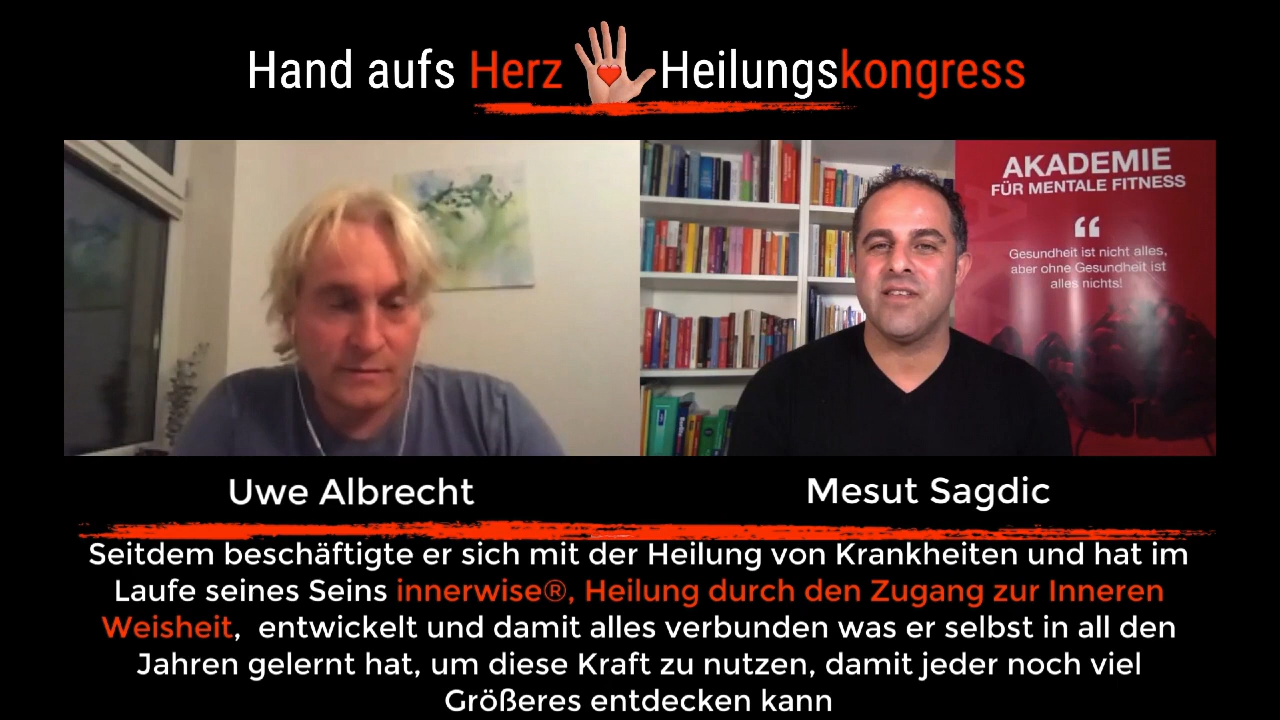 Hand aufs Herz Heilungskongress
AKADEMIE
FÜR MENTALE FITNESS
“
Gesundheit ist nicht alles,
aber ohne Gesundheit ist
alles nichts!
Uwe Albrecht
Mesut Sagdic
Seitdem beschäftigte er sich mit der Heilung von Krankheiten und hat im
Laufe seines Seins innerwise®, Heilung durch den Zugang zur Inneren
Weisheit,  entwickelt und damit alles verbunden was er selbst in all den
Jahren gelernt hat, um diese Kraft zu nutzen, damit jeder noch viel
Größeres entdecken kann